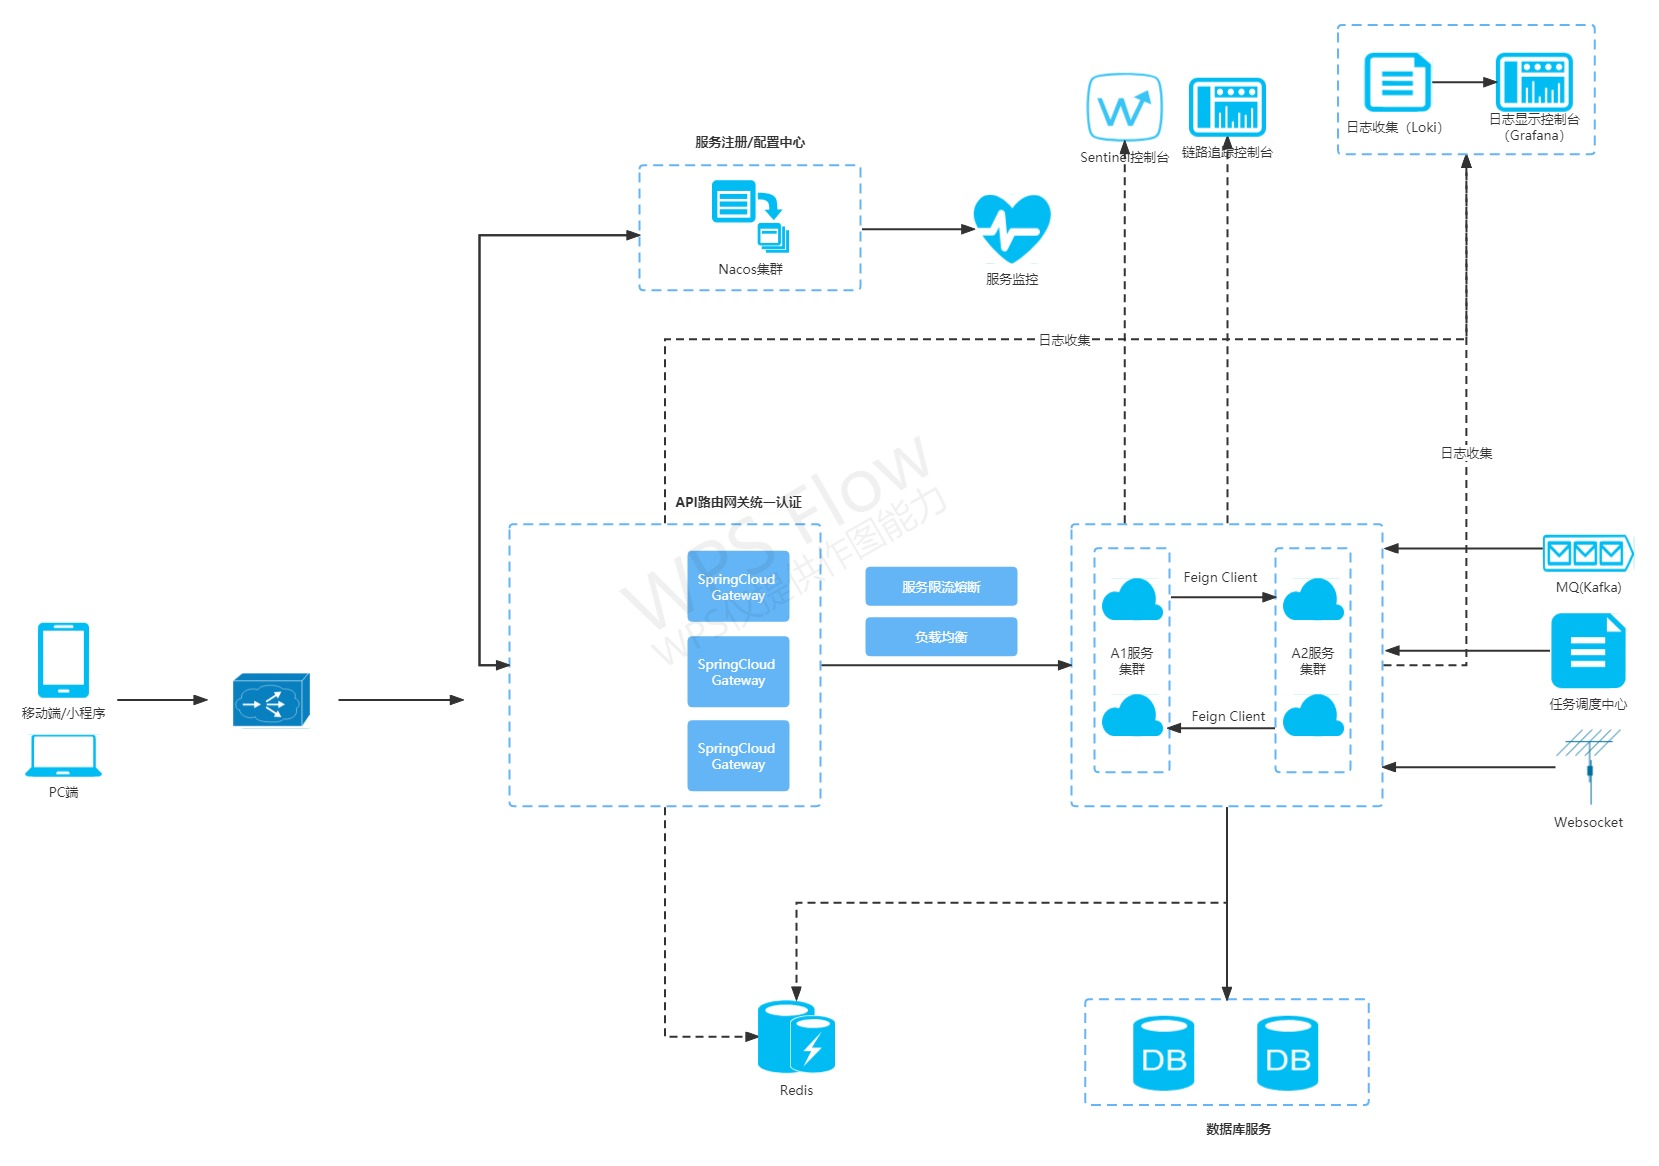 日志收集（Loki）
日志显示控制台
（Grafana）
Sentinel控制台
链路追踪控制台
服务注册/配置中心
Nacos集群
服务监控
日志收集
日志收集
API路由网关统一认证
SpringCloud
Gateway
SpringCloud
Gateway
SpringCloud
Gateway
服务限流熔断
负载均衡
Feign Client
A1服务
集群
A2服务
集群
Feign Client
MQ(Kafka)
任务调度中心
Websocket
移动端/小程序
PC端
Redis
DB
DB
数据库服务
WPS Flow
WPS仅提供作图能力